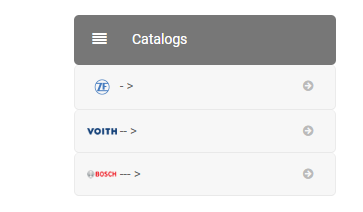 Catalogs
ZF - >
VOITH -- >
BOSCH --- >